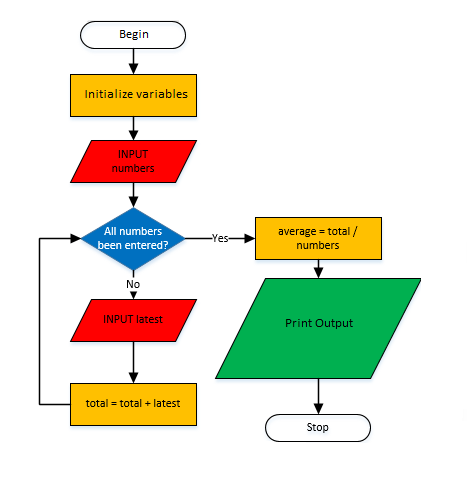 Begin
Initialize variables
INPUT
numbers
All numbers
been entered?
Yes
average = total /
numbers
No
INPUT latest
Print Output
total = total + latest
Stop